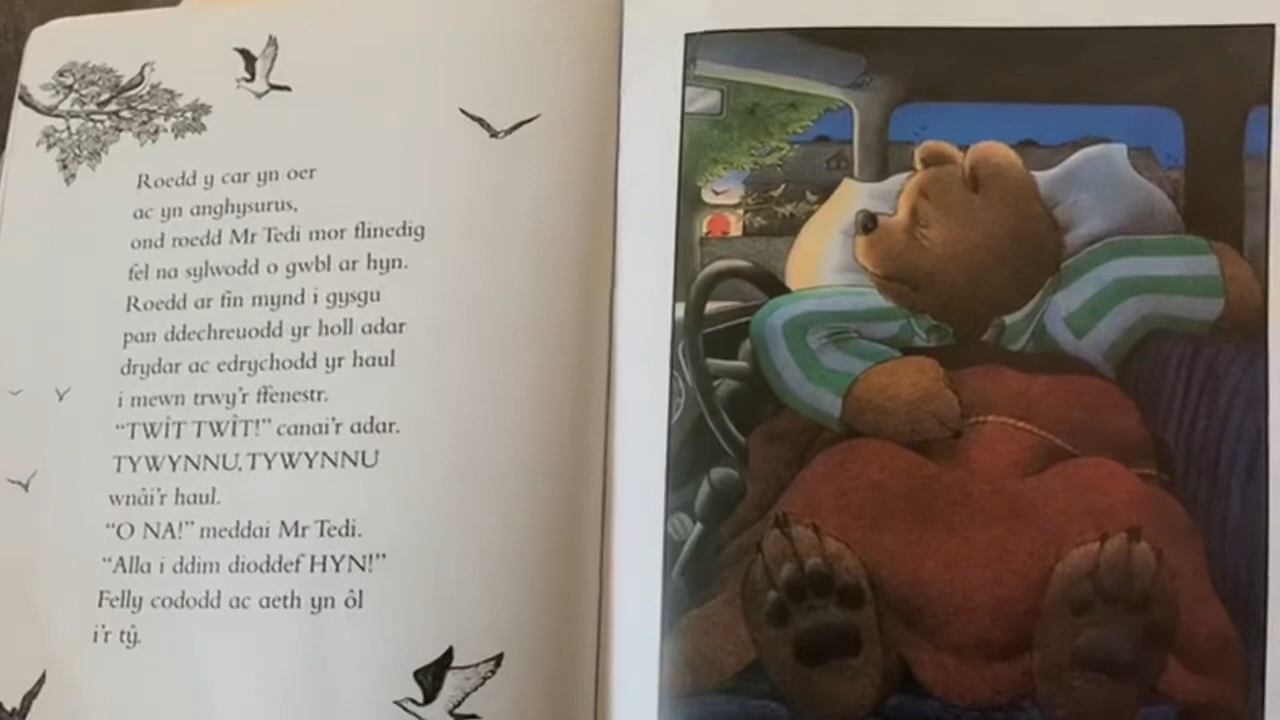 Roedd y car yn oer
ac yn anghysurus,
ond roedd Mr Tedi mor flinedig
fel na sylwodd o gwbl ar hyn.
Roedd ar fin mynd i gysgu
pan ddechreuodd yr holl adar
drydar ac edrychodd yr haul
i mewn trwy'r ffenestr.
“TWÎT TWÎT!” canai'r adar.
TYWYNNU, TYWYNNU
wnâi'r haul.
“O NA!” meddai Mr Tedi.
“Alla i ddim dioddef HYN!”
Felly cododd ac aeth yn ôl
i'r tŷ.